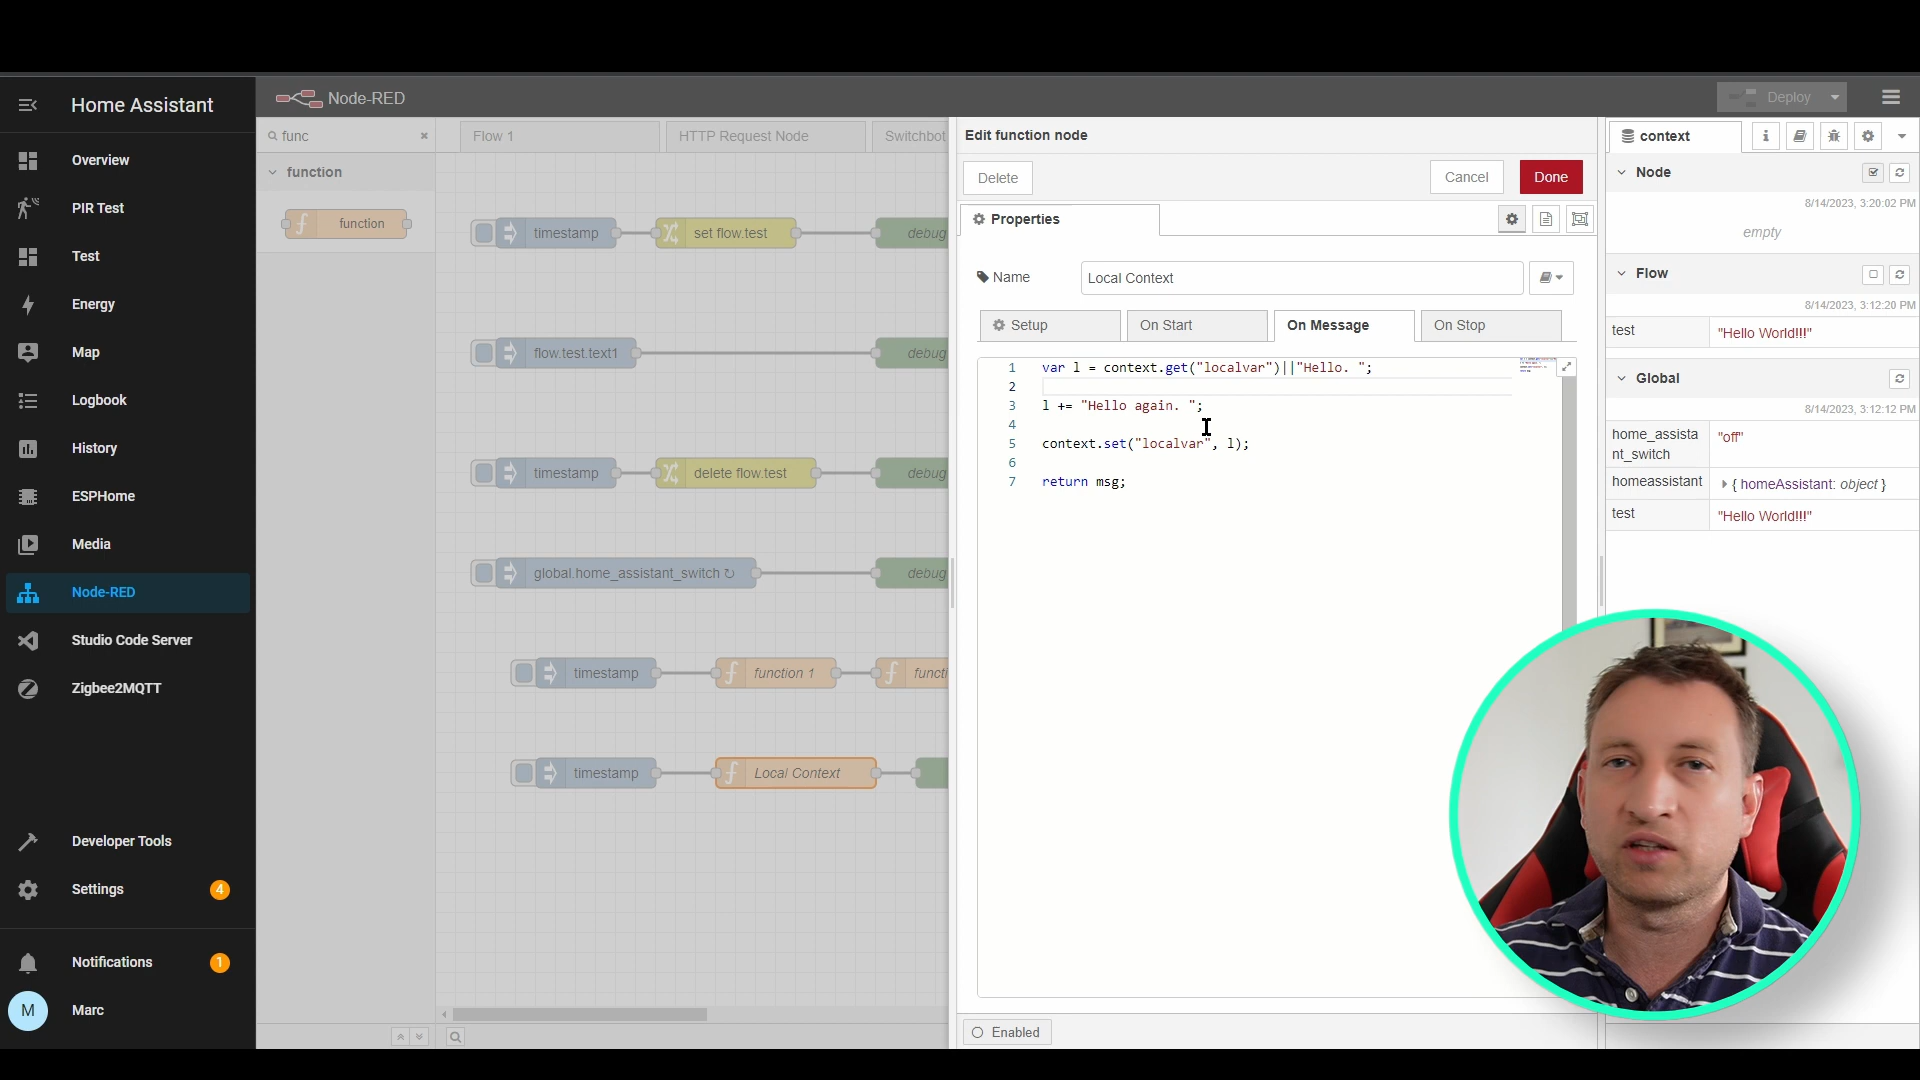 Home Assistant
Overview
PIR Test
Test
Energy
Map
Logbook
History
ESPHome
Media
Node-RED
Studio Code Server
Zigbee2MQTT
Developer Tools
Settings
4
Notifications
1
M
Marc
Node-RED
Deploy
func
function
function
Flow 1
HTTP Request Node
Switchbot
timestamp
set flow.test
debug
flow.test.text1
debug
timestamp
delete flow.test
debug
global.home_assistant_switch ↻
debug
timestamp
function 1
functi
timestamp
Local Context
Edit function node
Delete
Cancel
Done
Properties
Name
Local Context
Setup
On Start
On Message
On Stop
1 var l = context.get("localvar")||"Hello. ";
2
3 l += "Hello again. ";
4
5 context.set("localvar", l);
6
7 return msg;
Enabled
context
Node
8/14/2023, 3:20:02 PM
empty
Flow
8/14/2023, 3:12:20 PM
test "Hello World!!!"
Global
8/14/2023, 3:12:12 PM
home_assista
nt_switch
"off"
homeassistant { homeAssistant: object }
test "Hello World!!!"